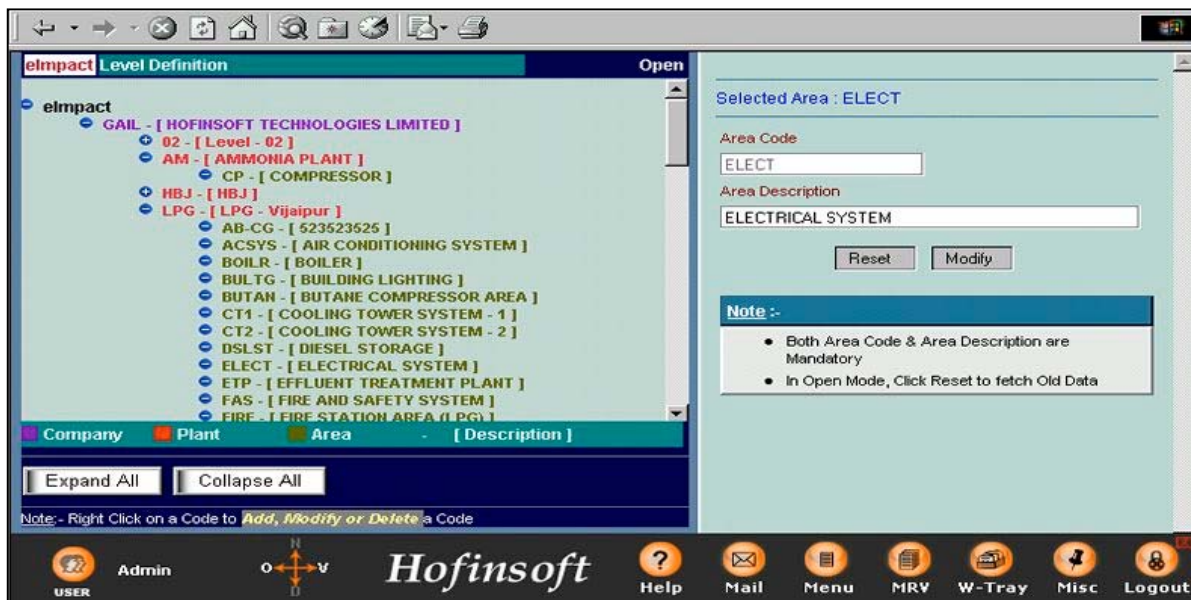 eImpact Level Definition Open
eImpact
GAIL - [ HOFINSOFT TECHNOLOGIES LIMITED ]
02 - [ Level - 02 ]
AM - [ AMMONIA PLANT ]
CP - [ COMPRESSOR ]
HBJ - [ HBJ ]
LPG - [ LPG - Vijaipur ]
AB-CG - [ 523523525 ]
ACSYS - [ AIR CONDITIONING SYSTEM ]
BOILR - [ BOILER ]
BULTG - [ BUILDING LIGHTING ]
BUTAN - [ BUTANE COMPRESSOR AREA ]
CT1 - [ COOLING TOWER SYSTEM - 1 ]
CT2 - [ COOLING TOWER SYSTEM - 2 ]
DSLST - [ DIESEL STORAGE ]
ELECT - [ ELECTRICAL SYSTEM ]
ETP - [ EFFLUENT TREATMENT PLANT ]
FAS - [ FIRE AND SAFETY SYSTEM ]
FIRE - [ FIRE STATION AREA (LPG) ]
Company Plant Area - [ Description ]
Expand All Collapse All
Note:- Right Click on a Code to Add, Modify or Delete a Code
Selected Area : ELECT
Area Code
ELECT
Area Description
ELECTRICAL SYSTEM
Reset Modify
Note :-
Both Area Code & Area Description are
Mandatory
In Open Mode, Click Reset to fetch Old Data
USER Admin
N
O V
D
Hofinsoft
Help Mail Menu MRV W-Tray Misc Logout